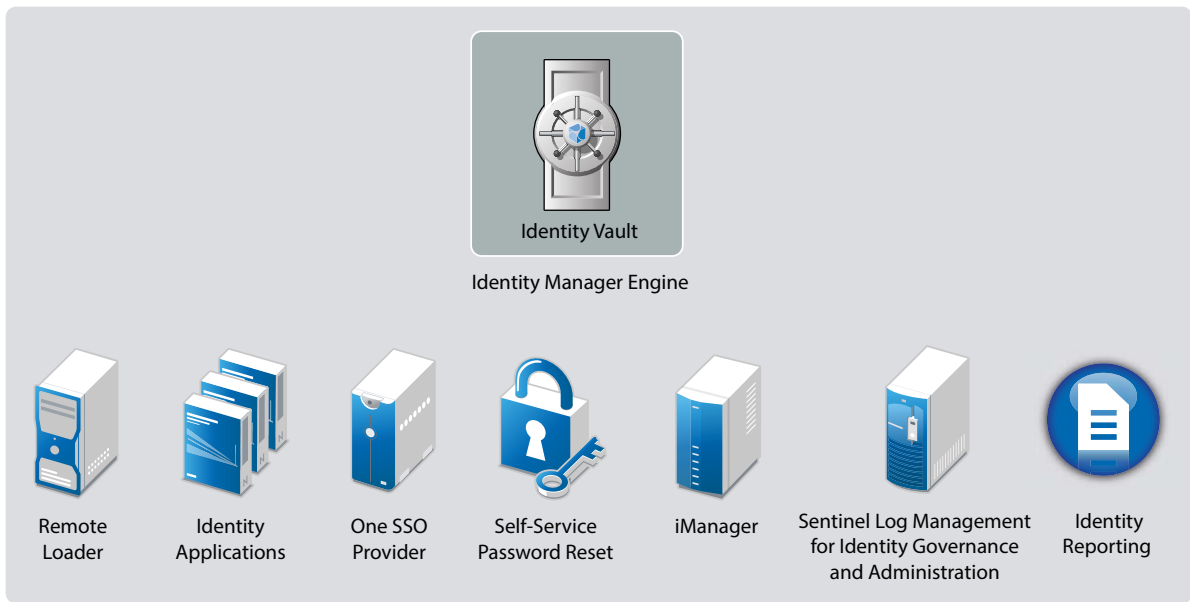 Identity Vault
Identity Manager Engine
Remote
Loader
Identity
Applications
One SSO
Provider
Self-Service
Password Reset
iManager
Sentinel Log Management
for Identity Governance
and Administration
Identity
Reporting